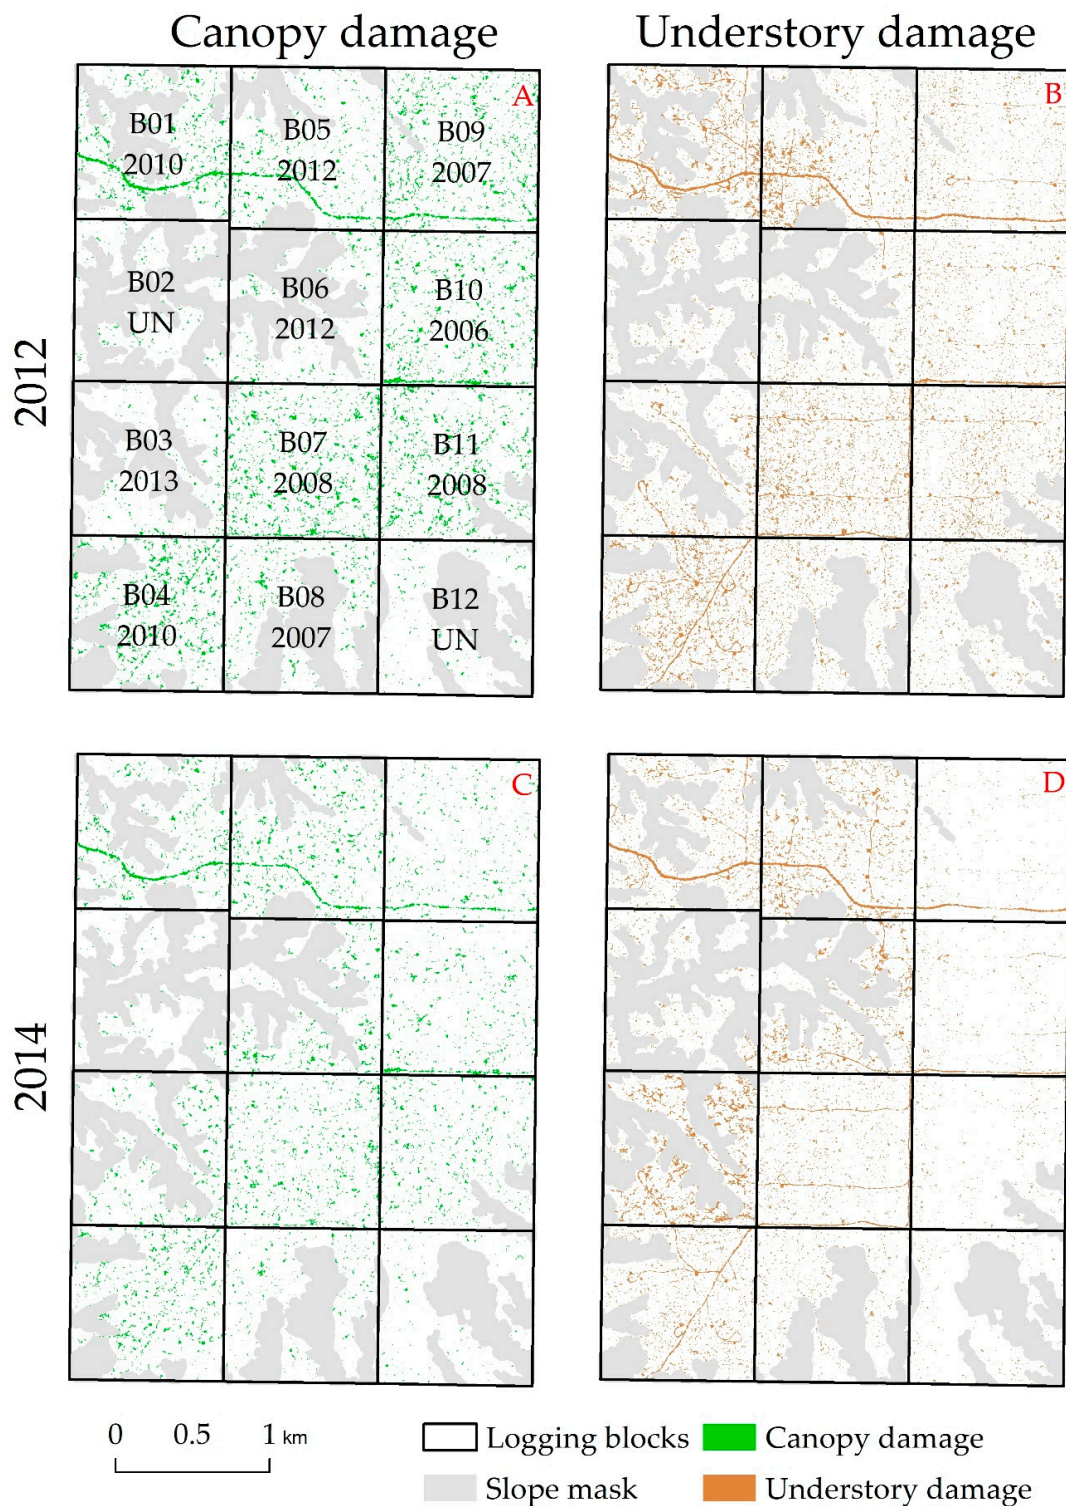 Canopy damage
Understory damage
A
B
B01
2010
B05
2012
B09
2007
B02
UN
B06
2012
B10
2006
2012
B03
2013
B07
2008
B11
2008
B04
2010
B08
2007
B12
UN
C
D
2014
0 0.5 1 km
Logging blocks
Canopy damage
Slope mask
Understory damage